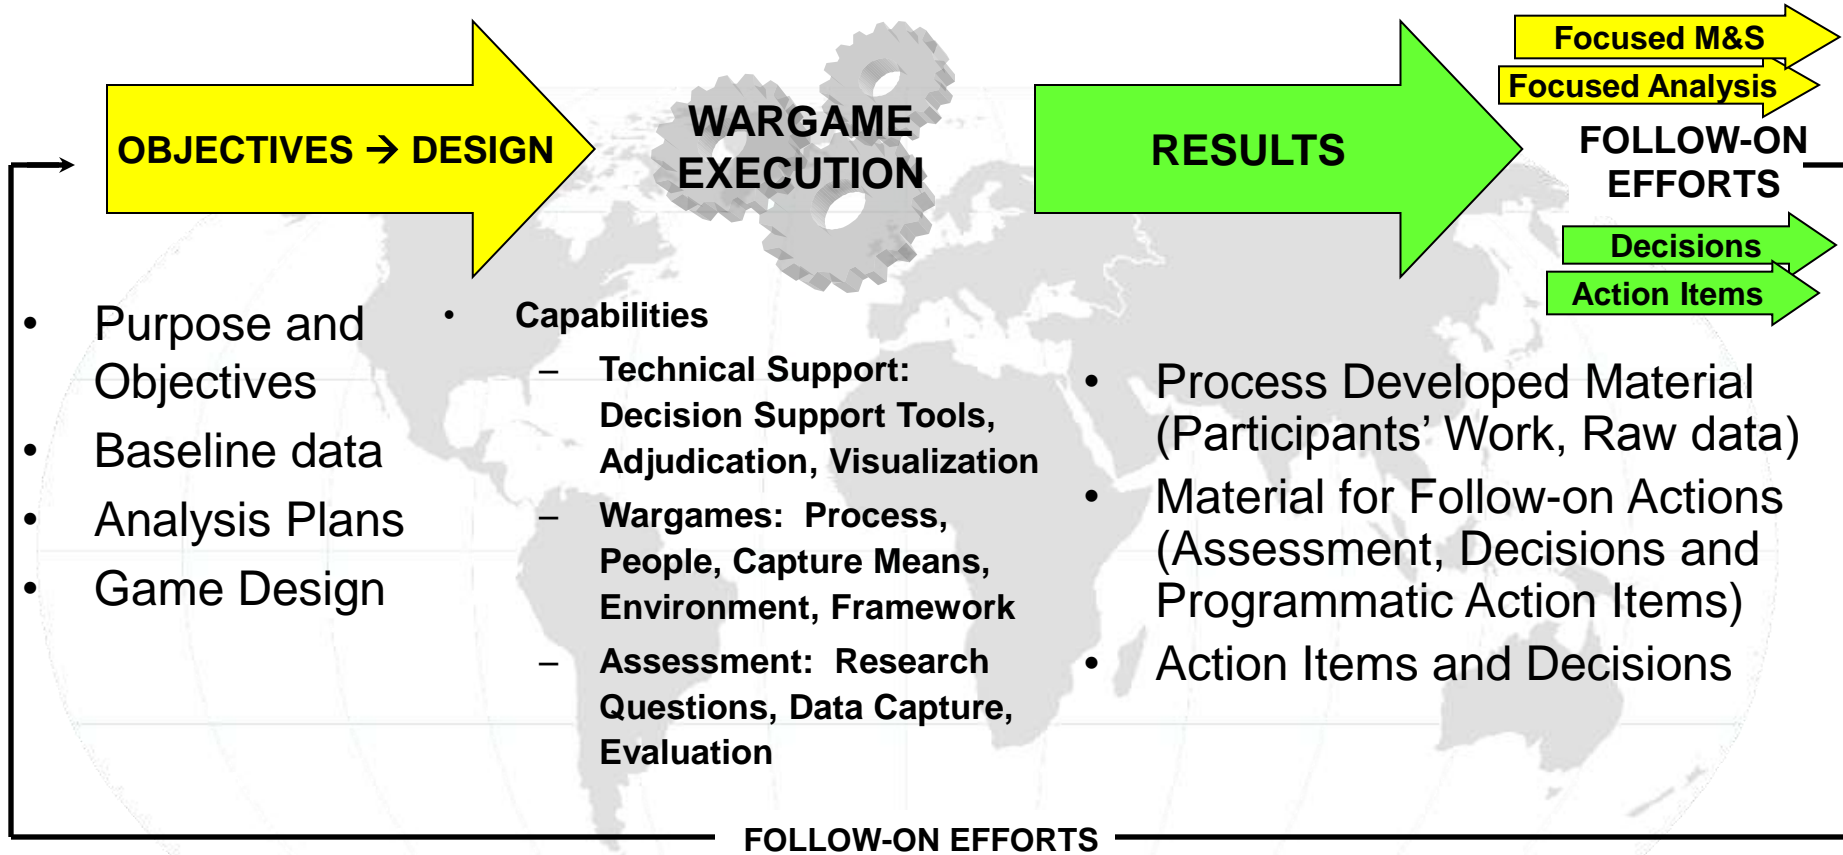 OBJECTIVES → DESIGN
WARGAME
EXECUTION
RESULTS
Focused M&S
Focused Analysis
FOLLOW-ON
EFFORTS
Decisions
Action Items
• Purpose and
Objectives
• Baseline data
• Analysis Plans
• Game Design
• Capabilities
– Technical Support:
Decision Support Tools,
Adjudication, Visualization
– Wargames: Process,
People, Capture Means,
Environment, Framework
– Assessment: Research
Questions, Data Capture,
Evaluation
• Process Developed Material
(Participants’ Work, Raw data)
• Material for Follow-on Actions
(Assessment, Decisions and
Programmatic Action Items)
• Action Items and Decisions
FOLLOW-ON EFFORTS